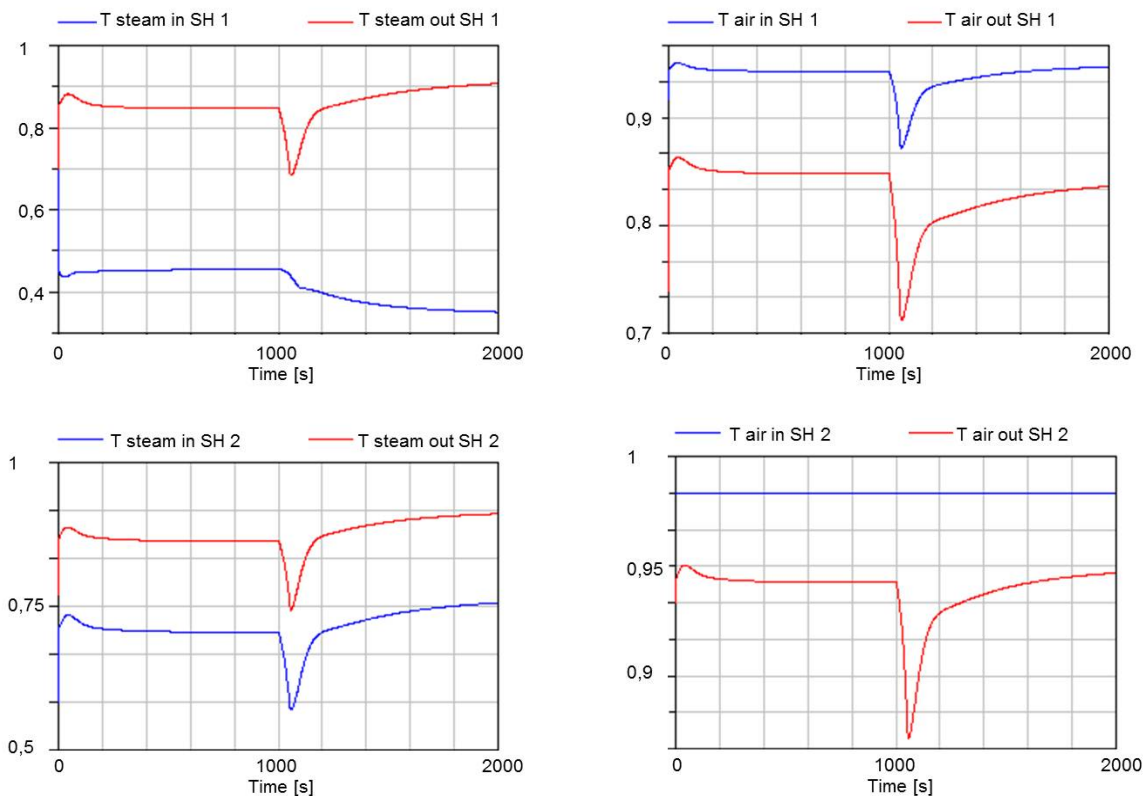 T steam in SH 1 T steam out SH 1
1
0,8
0,6
0,4
0 1000 2000
Time [s]
T air in SH 1 T air out SH 1
0,9
0,8
0,7
0 1000 2000
Time [s]
T steam in SH 2 T steam out SH 2
1
0,75
0,5
0 1000 2000
Time [s]
T air in SH 2 T air out SH 2
1
0,95
0,9
0 1000 2000
Time [s]